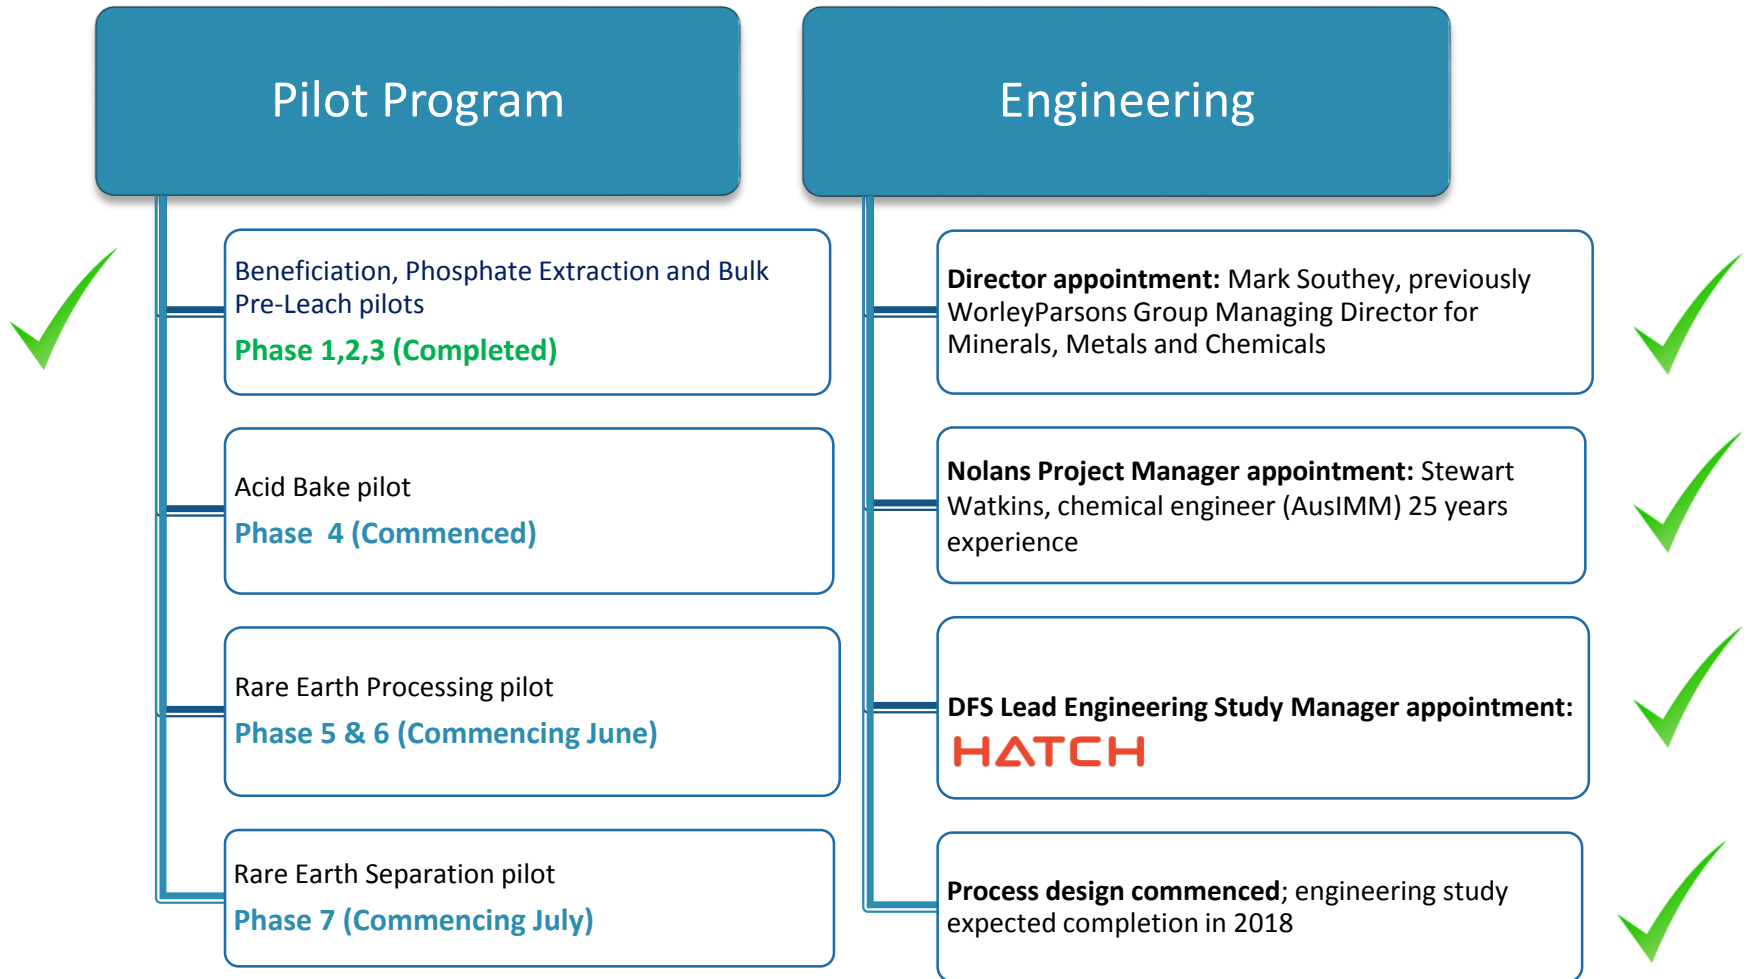 Pilot Program
Beneficiation, Phosphate Extraction and Bulk
Pre-Leach pilots
Phase 1,2,3 (Completed)
Acid Bake pilot
Phase  4 (Commenced)
Rare Earth Processing pilot
Phase 5 & 6 (Commencing June)
Rare Earth Separation pilot
Phase 7 (Commencing July)
Engineering
Director appointment: Mark Southey, previously
WorleyParsons Group Managing Director for
Minerals, Metals and Chemicals
Nolans Project Manager appointment: Stewart
Watkins, chemical engineer (AusIMM) 25 years
experience
DFS Lead Engineering Study Manager appointment:
HATCH
Process design commenced; engineering study
expected completion in 2018